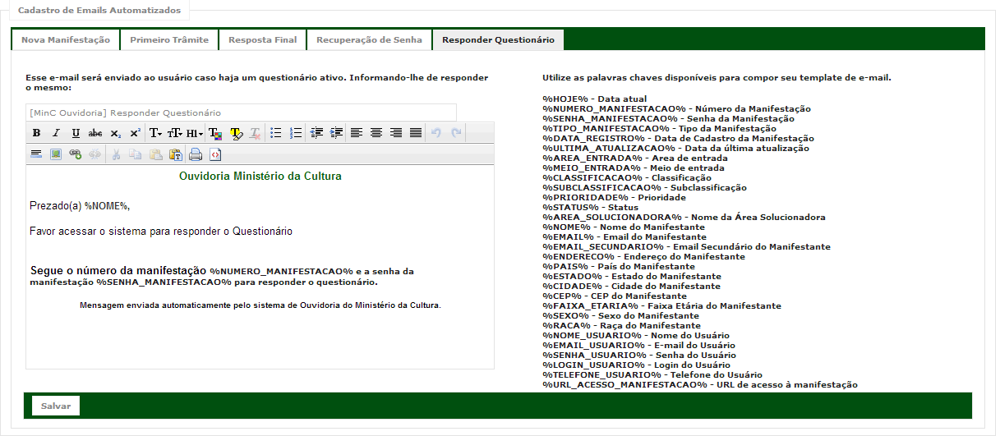 Cadastro de Emails Automatizados
Nova Manifestação
Primeiro Trâmite
Resposta Final
Recuperação de Senha
Responder Questionário
Esse e-mail será enviado ao usuário caso haja um questionário ativo. Informando-lhe de responder
o mesmo:
[MinC Ouvidoria] Responder Questionário
B I U abc x₂ x² T T H1 T T T
Ouvidoria Ministério da Cultura
Prezado(a) %NOME%,
Favor acessar o sistema para responder o Questionário
Segue o número da manifestação %NUMERO_MANIFESTACAO% e a senha da
manifestação %SENHA_MANIFESTACAO% para responder o questionário.
Mensagem enviada automaticamente pelo sistema de Ouvidoria do Ministério da Cultura.
Utilize as palavras chaves disponíveis para compor seu template de e-mail.
%HOJE% - Data atual
%NUMERO_MANIFESTACAO% - Número da Manifestação
%SENHA_MANIFESTACAO% - Senha da Manifestação
%TIPO_MANIFESTACAO% - Tipo da Manifestação
%DATA_REGISTRO% - Data de Cadastro da Manifestação
%ULTIMA_ATUALIZACAO% - Data da última atualização
%AREA_ENTRADA% - Area de entrada
%MEIO_ENTRADA% - Meio de entrada
%CLASSIFICACAO% - Classificação
%SUBCLASSIFICACAO% - Subclassificação
%PRIORIDADE% - Prioridade
%STATUS% - Status
%AREA_SOLUCIONADORA% - Nome da Área Solucionadora
%NOME% - Nome do Manifestante
%EMAIL% - Email do Manifestante
%EMAIL_SECUNDARIO% - Email Secundário do Manifestante
%ENDERECO% - Endereço do Manifestante
%PAIS% - País do Manifestante
%ESTADO% - Estado do Manifestante
%CIDADE% - Cidade do Manifestante
%CEP% - CEP do Manifestante
%FAIXA_ETARIA% - Faixa Etária do Manifestante
%SEXO% - Sexo do Manifestante
%RACA% - Raça do Manifestante
%NOME_USUARIO% - Nome do Usuário
%EMAIL_USUARIO% - E-mail do Usuário
%SENHA_USUARIO% - Senha do Usuário
%LOGIN_USUARIO% - Login do Usuário
%TELEFONE_USUARIO% - Telefone do Usuário
%URL_ACESSO_MANIFESTACAO% - URL de acesso à manifestação
Salvar